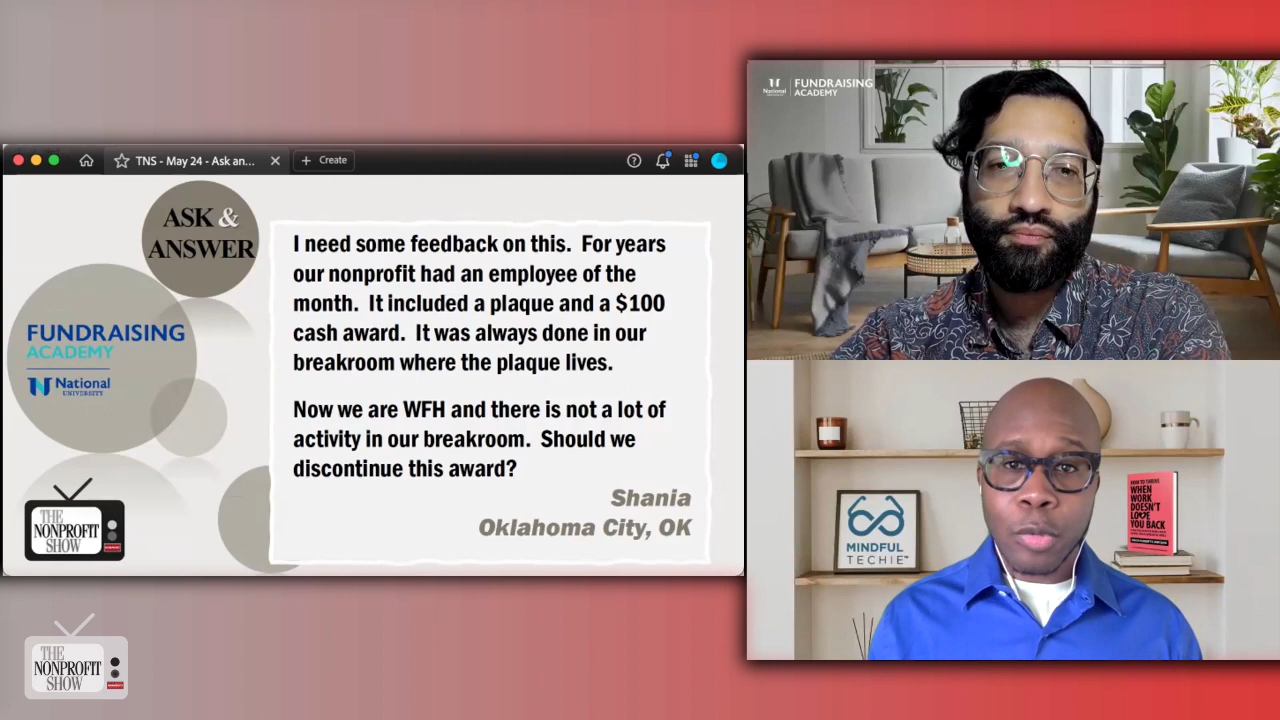 TNS - May 24 - Ask an...
Create
ASK &
ANSWER
FUNDRAISING
ACADEMY
National
UNIVERSITY
THE
NONPROFIT
SHOW
I need some feedback on this. For years
our nonprofit had an employee of the
month. It included a plaque and a $100
cash award. It was always done in our
breakroom where the plaque lives.
Now we are WFH and there is not a lot of
activity in our breakroom. Should we
discontinue this award?
Shania
Oklahoma City, OK
THE
NONPROFIT
SHOW
National
FUNDRAISING
ACADEMY
MINDFUL
TECHIE
HOW TO THRIVE
WHEN
WORK
DOESN'T
LOVE
YOU BACK